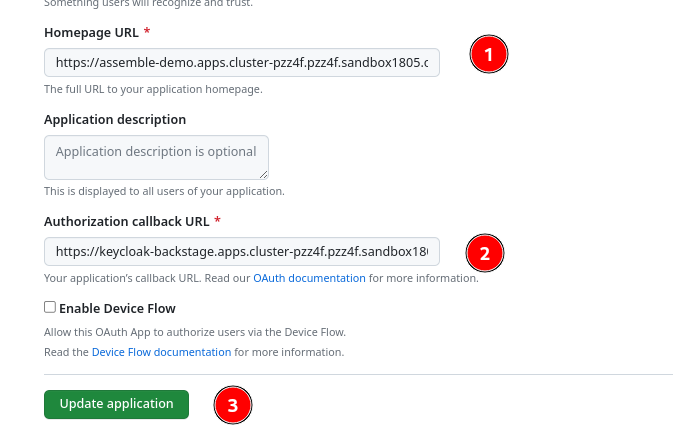 Something users will recognize and trust.
Homepage URL *
https://assemble-demo.apps.cluster-pzz4f.pzz4f.sandbox1805.c
1
The full URL to your application homepage.
Application description
Application description is optional
This is displayed to all users of your application.
Authorization callback URL *
https://keycloak-backstage.apps.cluster-pzz4f.pzz4f.sandbox18
2
Your application's callback URL. Read our OAuth documentation for more information.
Enable Device Flow
Allow this OAuth App to authorize users via the Device Flow.
Read the Device Flow documentation for more information.
Update application
3